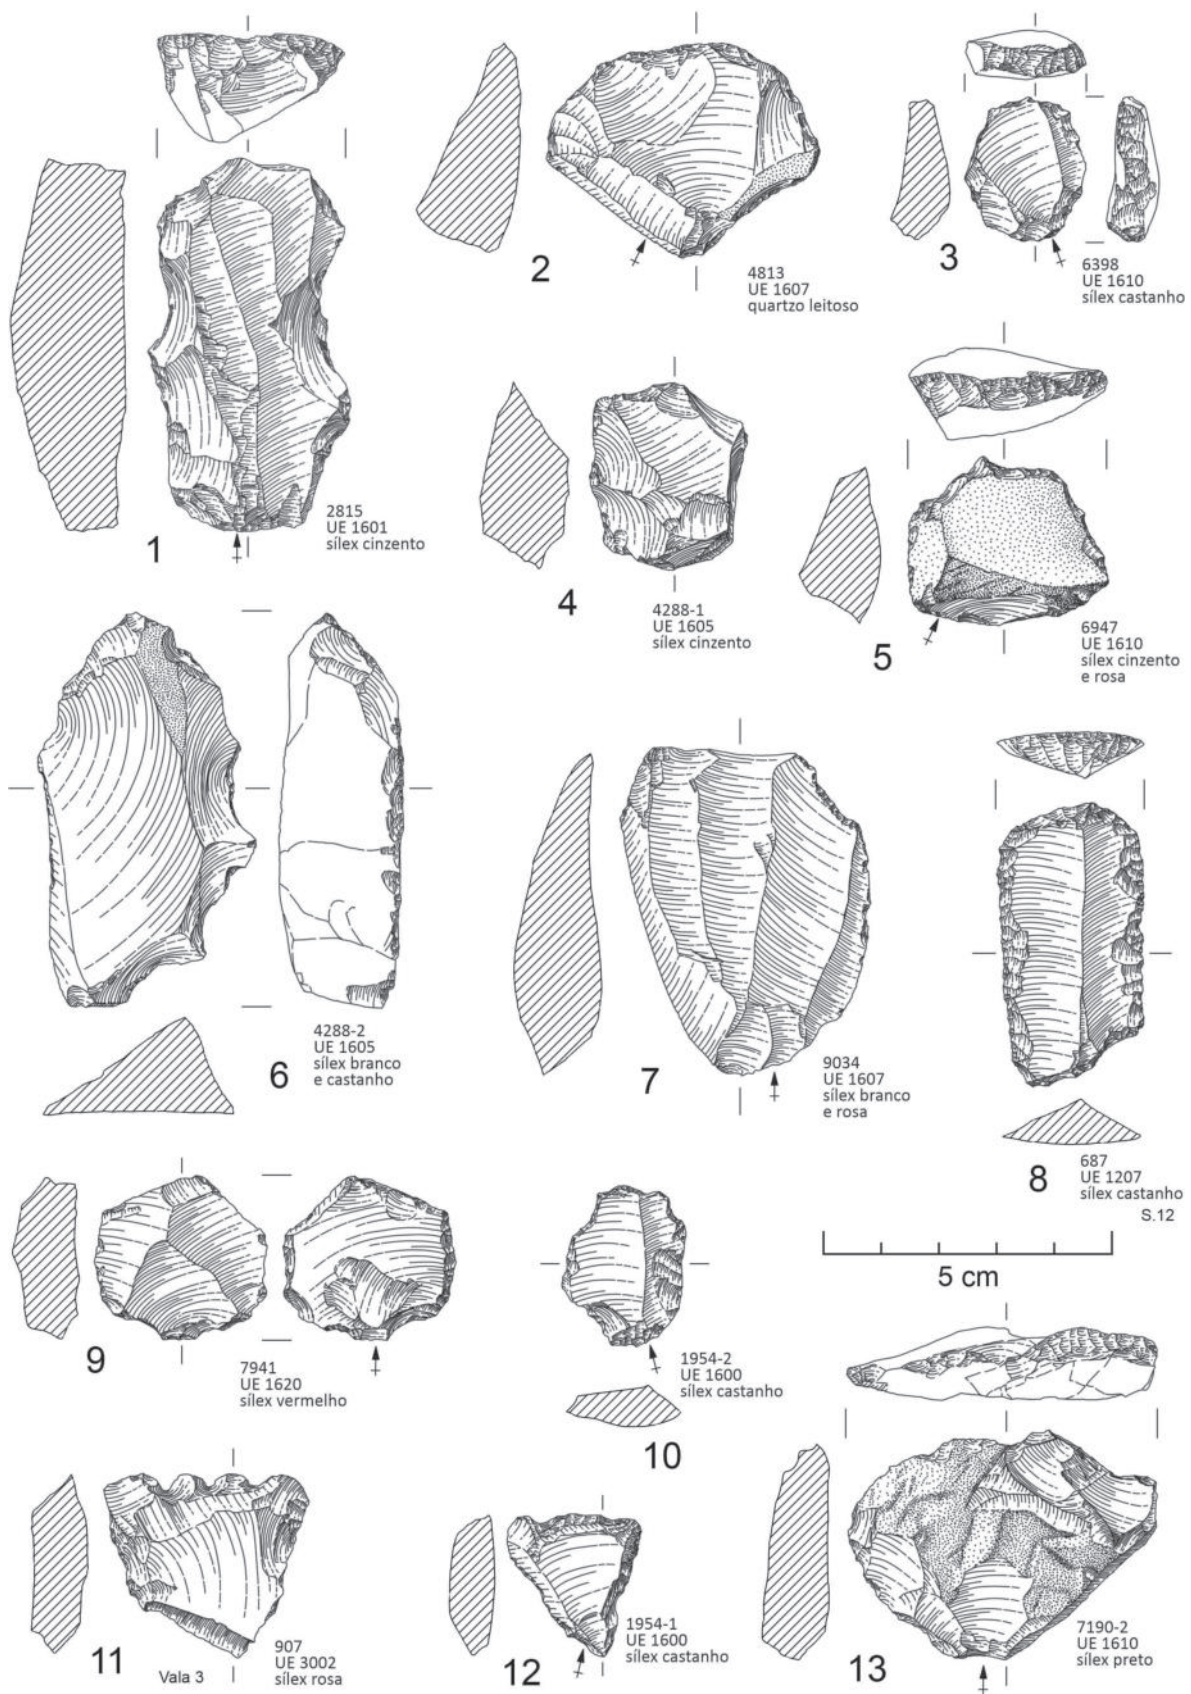 1
2815
UE 1601
sílex cinzento
2
4813
UE 1607
quartzo leitoso
3
6398
UE 1610
sílex castanho
4
4288-1
UE 1605
sílex cinzento
5
6947
UE 1610
sílex cinzento
e rosa
6
4288-2
UE 1605
sílex branco
e castanho
7
9034
UE 1607
sílex branco
e rosa
8
687
UE 1207
sílex castanho
S.12
5 cm
9
7941
UE 1620
sílex vermelho
10
1954-2
UE 1600
sílex castanho
11
Vala 3
907
UE 3002
sílex rosa
12
1954-1
UE 1600
sílex castanho
13
7190-2
UE 1610
sílex preto